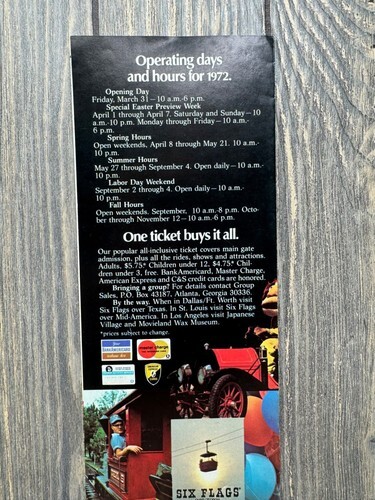 Operating days
and hours for 1972.
Opening Day
Friday, March 31—10 a.m.-6 p.m.
Special Easter Preview Week
April 1 through April 7. Saturday and Sunday—10
a.m.-10 p.m. Monday through Friday—10 a.m.-
6 p.m.
Spring Hours
Open weekends, April 8 through May 21. 10 a.m.-
10 p.m.
Summer Hours
May 27 through September 4. Open daily—10 a.m.-
10 p.m.
Labor Day Weekend
September 2 through 4. Open daily—10 a.m.-
10 p.m.
Fall Hours
Open weekends. September, 10 a.m.-8 p.m. Octo-
ber through November 12—10 a.m.-6 p.m.
One ticket buys it all.
Our popular all-inclusive ticket covers main gate
admission, plus all the rides, shows and attractions.
Adults, $5.75* Children under 12, $4.75* Chil-
dren under 3, free. BankAmericard, Master Charge,
American Express and C&S credit cards are honored.
Bringing a group? For details contact Group
Sales, P.O. Box 43187, Atlanta, Georgia 30336.
By the way. When in Dallas/Ft. Worth visit
Six Flags over Texas. In St. Louis visit Six Flags
over Mid-America. In Los Angeles visit Japanese
Village and Movieland Wax Museum.
*prices subject to change.
BANKAMERICARD
master charge
SIX FLAGS